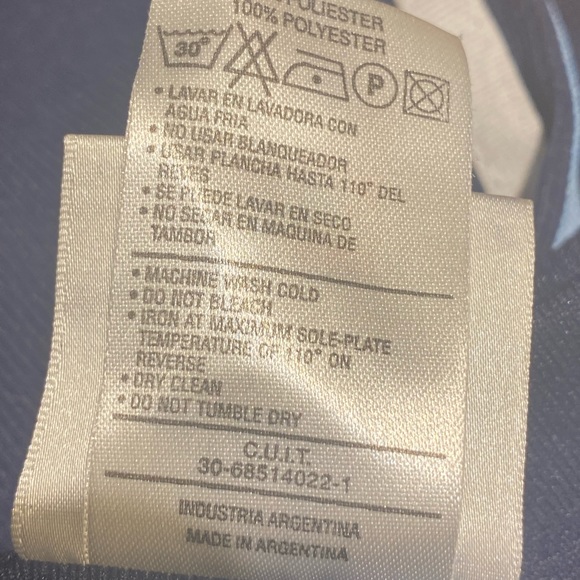 POLIESTER
100% POLYESTER
30°
P
• LAVAR EN LAVADORA CON
AGUA FRIA
• NO USAR BLANQUEADOR
• USAR PLANCHA HASTA 110° DEL
REVES
• SE PUEDE LAVAR EN SECO
• NO SECAR EN MAQUINA DE
TAMBOR
• MACHINE WASH COLD
• DO NOT BLEACH
• IRON AT MAXIMUM SOLE-PLATE
TEMPERATURE OF 110° ON
REVERSE
• DRY CLEAN
• DO NOT TUMBLE DRY
C.U.I.T.
30-68514022-1
INDUSTRIA ARGENTINA
MADE IN ARGENTINA